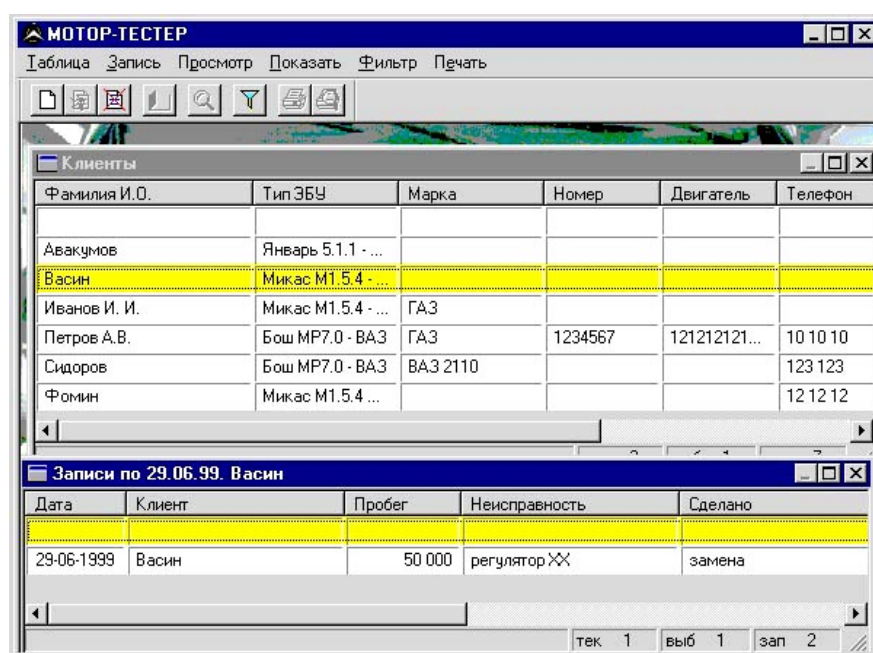 МОТОР-ТЕСТЕР
Таблица Запись Просмотр Показать Фильтр Печать
Клиенты
Фамилия И.О. Тип ЭБУ Марка Номер Двигатель Телефон
Авакумов Январь 5.1.1 - ...
Васин Микас М1.5.4 - ...
Иванов И. И. Микас М1.5.4 - ... ГАЗ
Петров А.В. Бош МР7.0 - ВАЗ ГАЗ 1234567 121212121... 10 10 10
Сидоров Бош МР7.0 - ВАЗ ВАЗ 2110 123 123
Фомин Микас М1.5.4 ... 12 12 12
Записи по 29.06.99. Васин
Дата Клиент Пробег Неисправность Сделано
29-06-1999 Васин 50 000 регулятор ХХ замена
тек 1 выб 1 зап 2